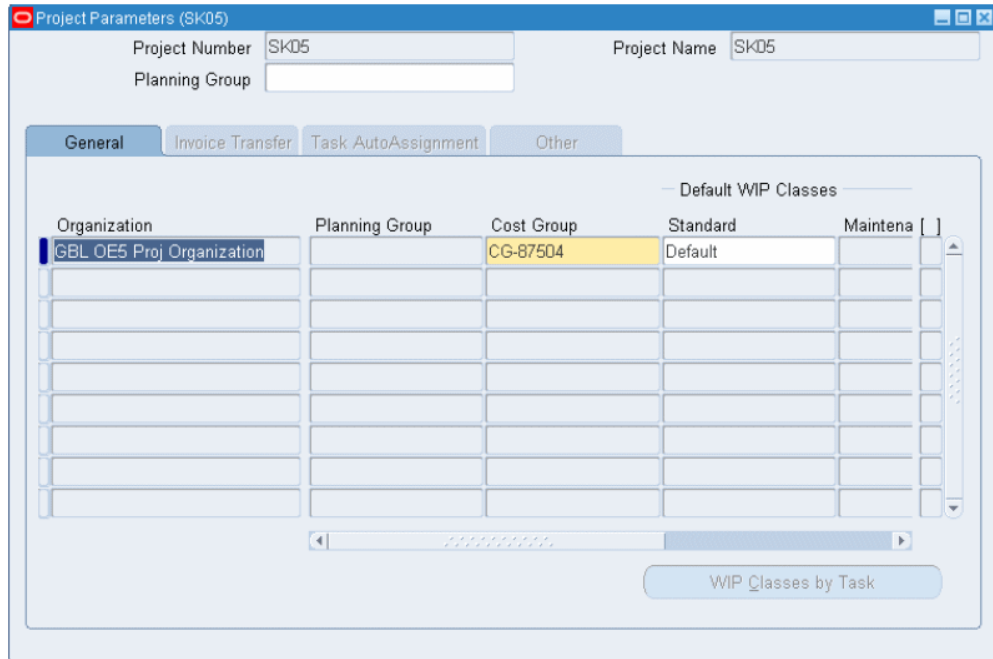 Project Parameters (SK05)
Project Number SK05 Project Name SK05
Planning Group
General Invoice Transfer Task AutoAssignment Other
Default WIP Classes
Organization Planning Group Cost Group Standard Maintena [ ]
GBL OE5 Proj Organization CG-87504 Default
WIP Classes by Task